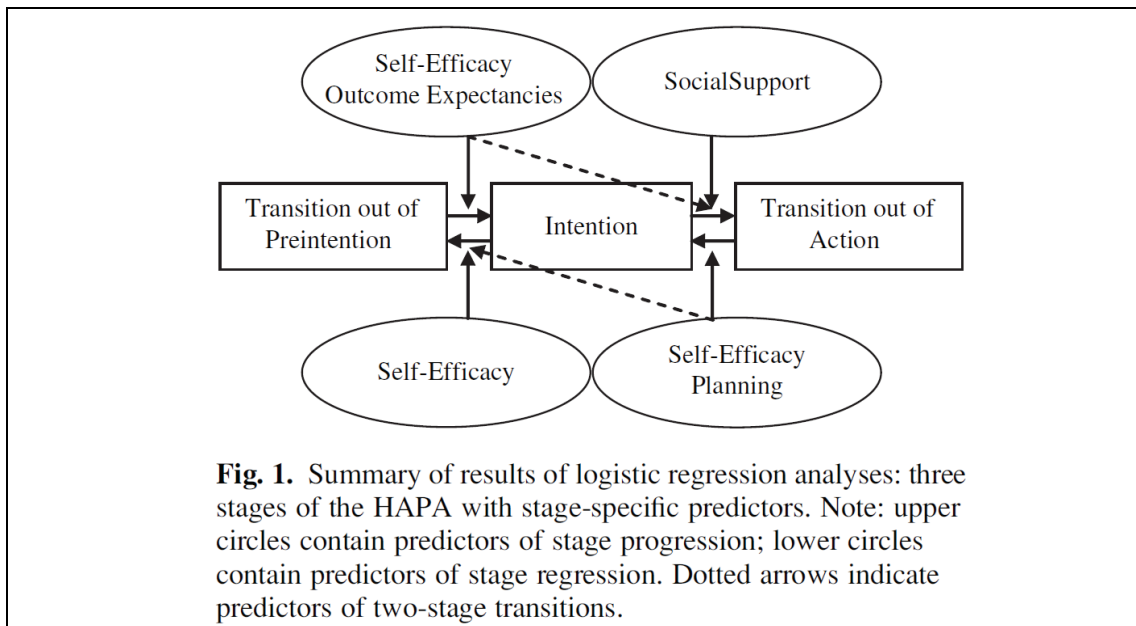 Self-Efficacy
Outcome Expectancies
SocialSupport
Transition out of
Preintention
Intention
Transition out of
Action
Self-Efficacy
Self-Efficacy
Planning
Fig. 1. Summary of results of logistic regression analyses: three
stages of the HAPA with stage-specific predictors. Note: upper
circles contain predictors of stage progression; lower circles
contain predictors of stage regression. Dotted arrows indicate
predictors of two-stage transitions.